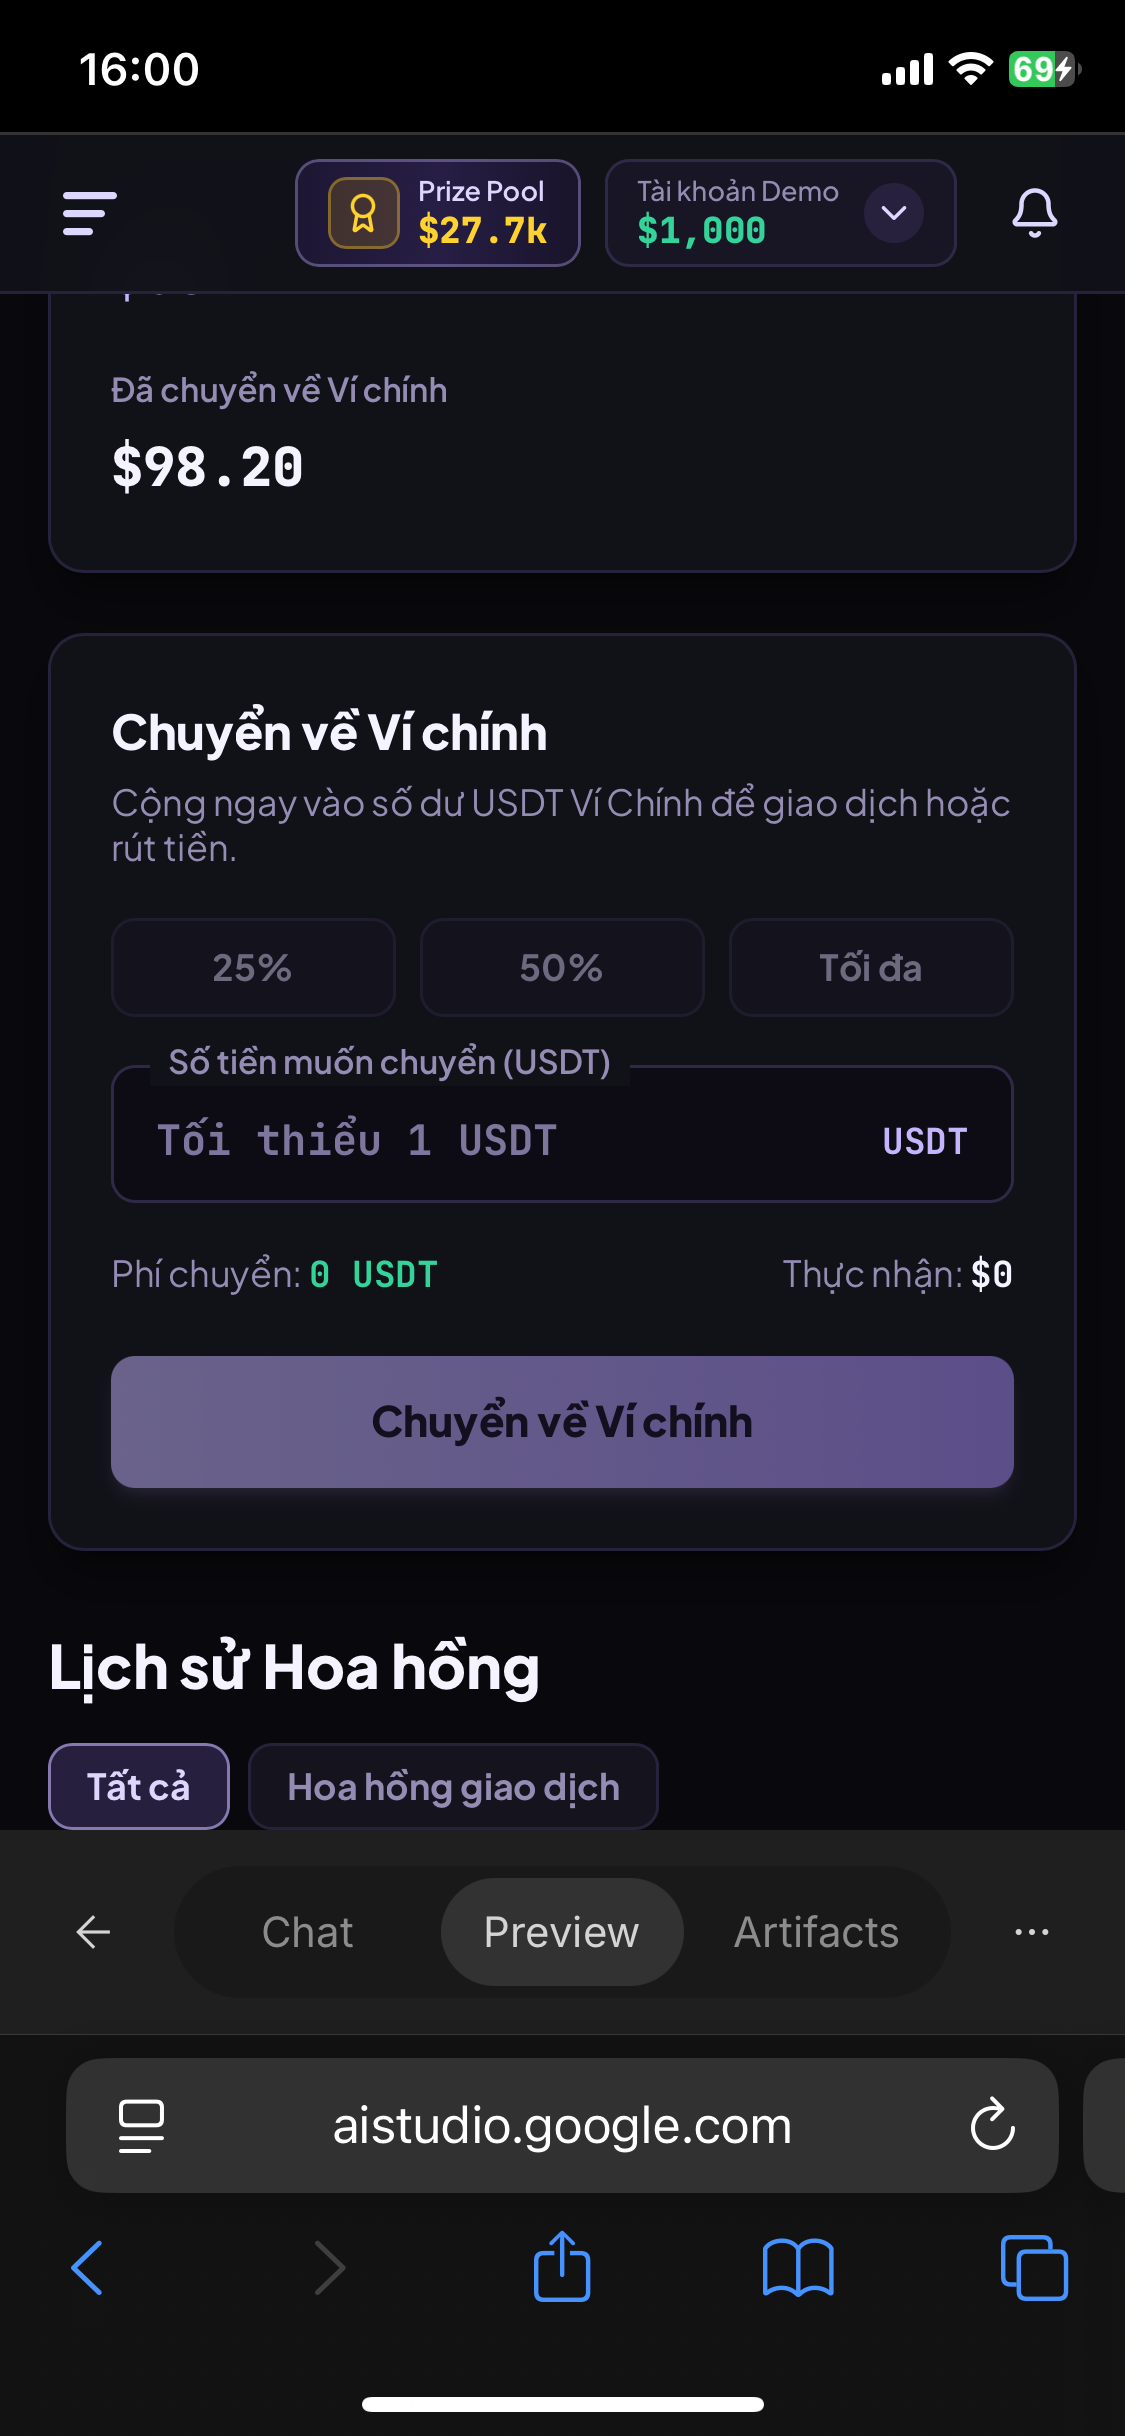 16:00
69
Prize Pool
$27.7k
Tài khoản Demo
$1,000
Đã chuyển về Ví chính
$98.20
Chuyển về Ví chính
Cộng ngay vào số dư USDT Ví Chính để giao dịch hoặc
rút tiền.
25%
50%
Tối đa
Số tiền muốn chuyển (USDT)
Tối thiểu 1 USDT
USDT
Phí chuyển: 0 USDT
Thực nhận: $0
Chuyển về Ví chính
Lịch sử Hoa hồng
Tất cả
Hoa hồng giao dịch
Chat
Preview
Artifacts
aistudio.google.com